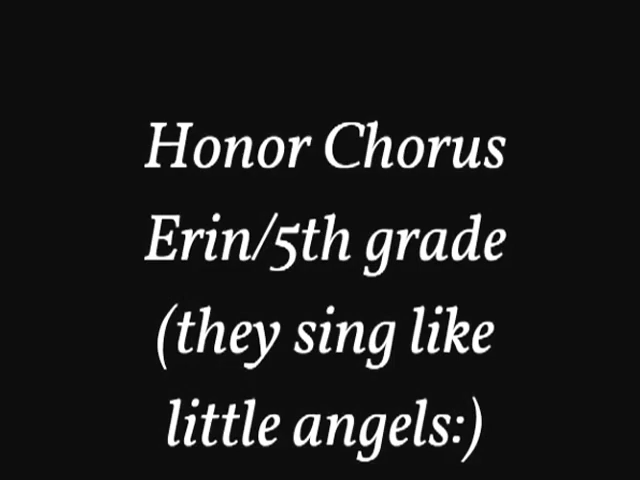 Honor Chorus
Erin/5th grade
(they sing like
little angels:)